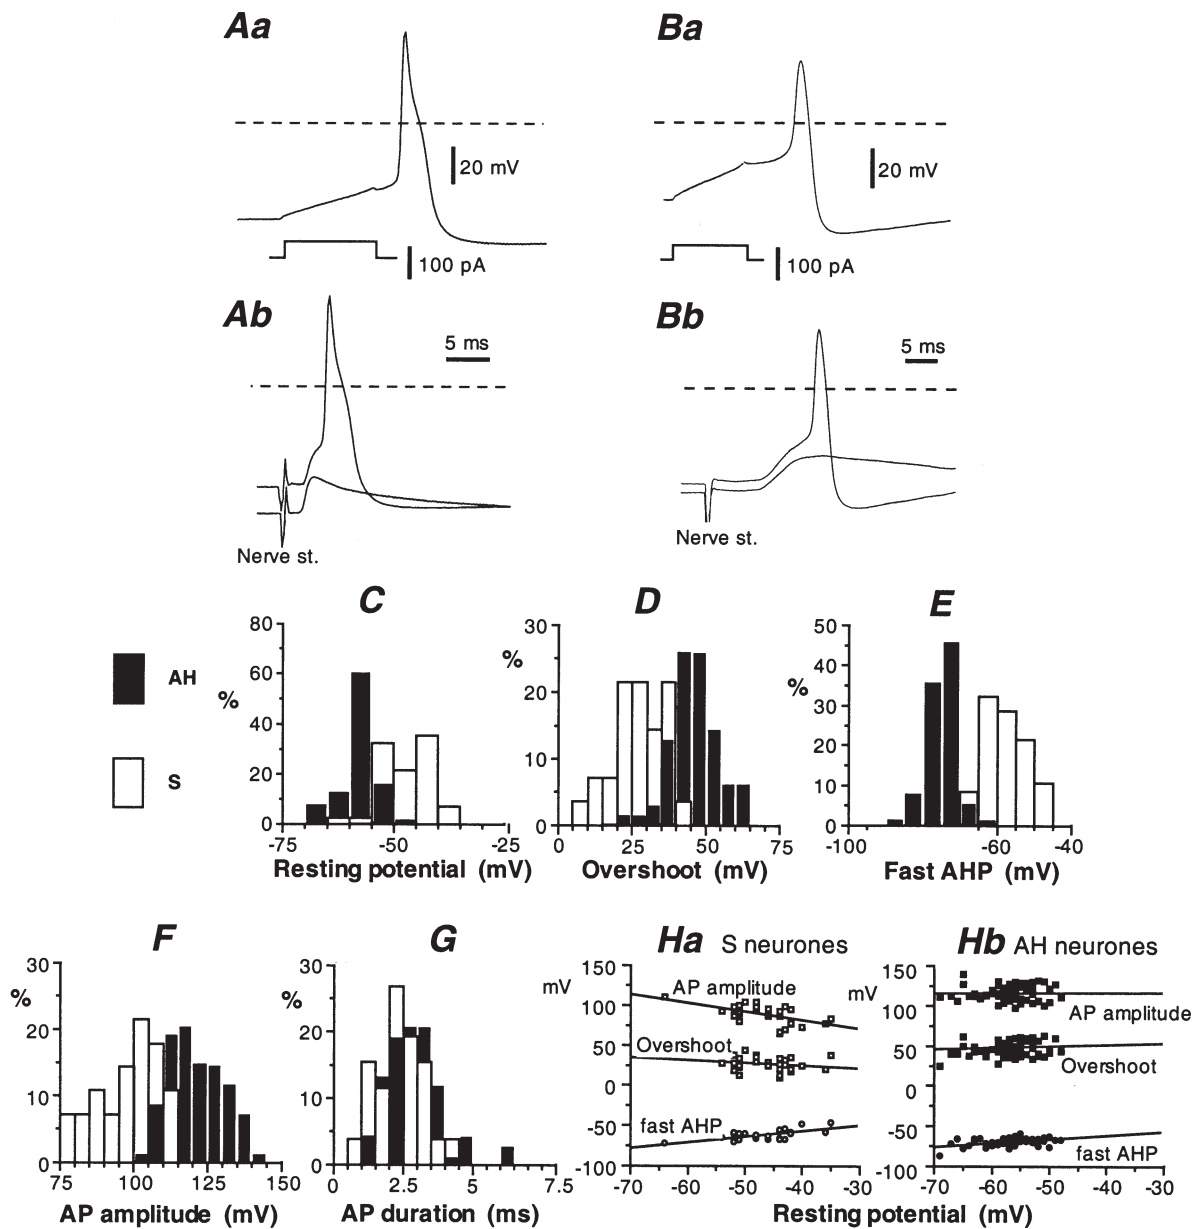 Aa
Ba
20 mV
20 mV
100 pA
100 pA
Ab
Bb
5 ms
5 ms
Nerve st.
Nerve st.
C
D
E
AH
S
%
80
60
40
20
0
-75
-50
-25
Resting potential (mV)
%
30
20
10
0
0
25
50
75
Overshoot (mV)
%
50
40
30
20
10
0
-100
-60
-40
Fast AHP (mV)
F
G
Ha S neurones
Hb AH neurones
%
30
20
10
0
75
100
125
150
AP amplitude (mV)
%
30
20
10
0
0
2.5
5
7.5
AP duration (ms)
mV
150
100
50
0
-50
-100
AP amplitude
Overshoot
fast AHP
-70 -60 -50 -40 -30
mV
150
100
50
0
-50
-100
AP amplitude
Overshoot
fast AHP
-70 -60 -50 -40 -30
Resting potential (mV)